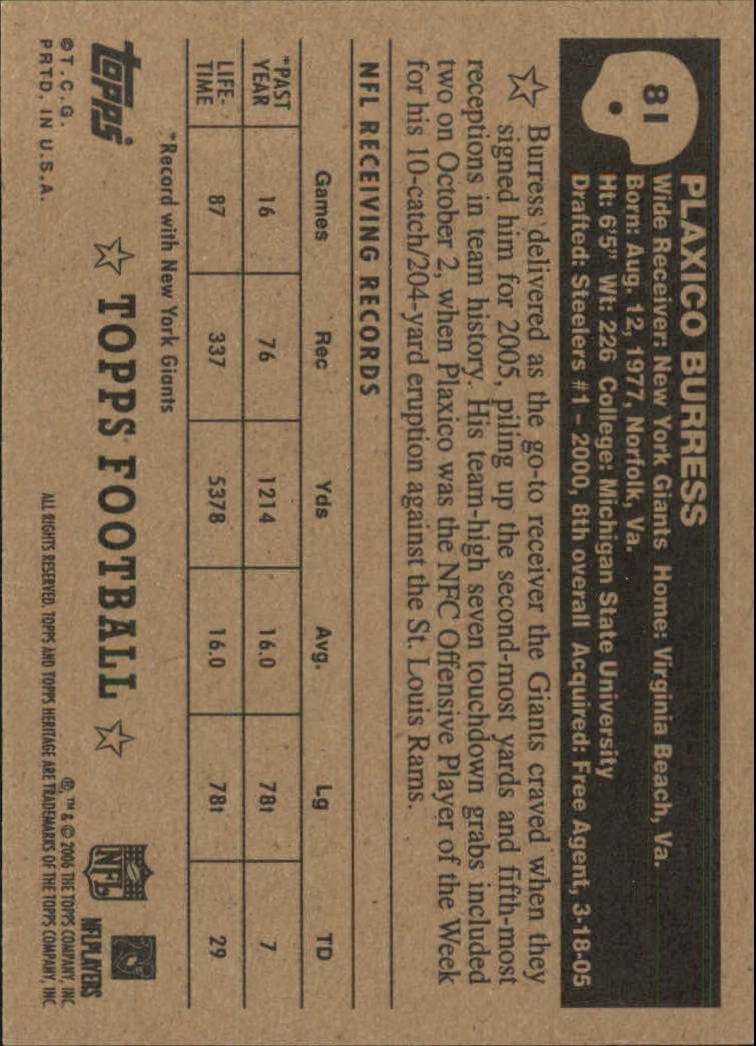 81
PLAXICO BURRESS
Wide Receiver: New York Giants Home: Virginia Beach, Va.
Born: Aug. 12, 1977, Norfolk, Va.
Ht: 6'5" Wt: 226 College: Michigan State University
Drafted: Steelers #1 – 2000, 8th overall Acquired: Free Agent, 3-18-05
Burress delivered as the go-to receiver the Giants craved when they
signed him for 2005, piling up the second-most yards and fifth-most
receptions in team history. His team-high seven touchdown grabs included
two on October 2, when Plaxico was the NFC Offensive Player of the Week
for his 10-catch/204-yard eruption against the St. Louis Rams.
NFL RECEIVING RECORDS
Games Rec Yds Avg. Lg TD
*PAST YEAR 16 76 1214 16.0 78t 7
LIFE-TIME 87 337 5378 16.0 78t 29
*Record with New York Giants
topps
☆ TOPPS FOOTBALL ☆
NFL
NFLPLAYERS
©T.C.G.
PRTD. IN U.S.A.
®, ™ & © 2006 THE TOPPS COMPANY, INC
ALL RIGHTS RESERVED. TOPPS AND TOPPS HERITAGE ARE TRADEMARKS OF THE TOPPS COMPANY, INC